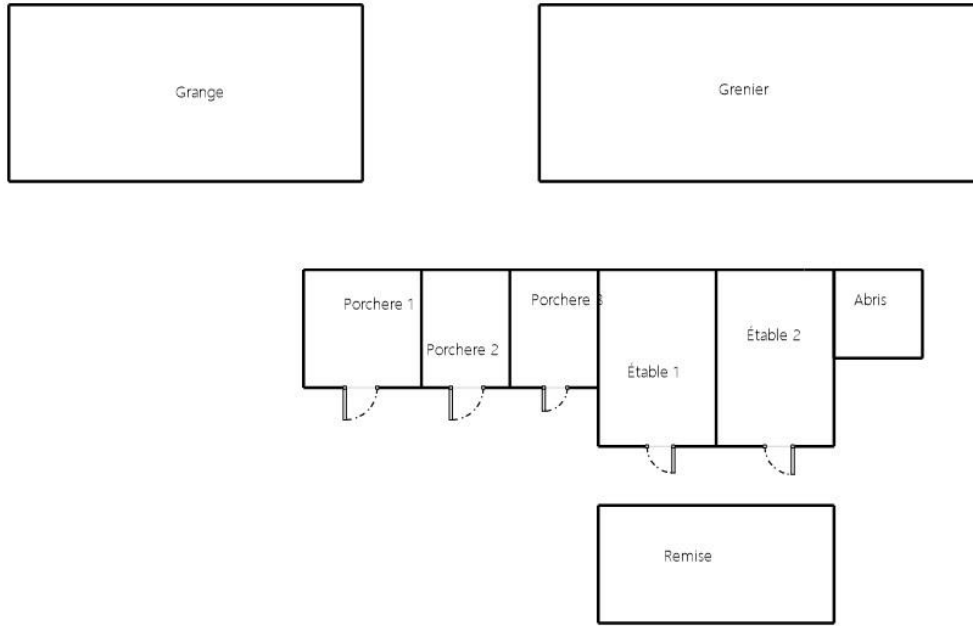 Grange
Grenier
Porchere 1
Porchere 2
Porchere 3
Étable 1
Étable 2
Abris
Remise